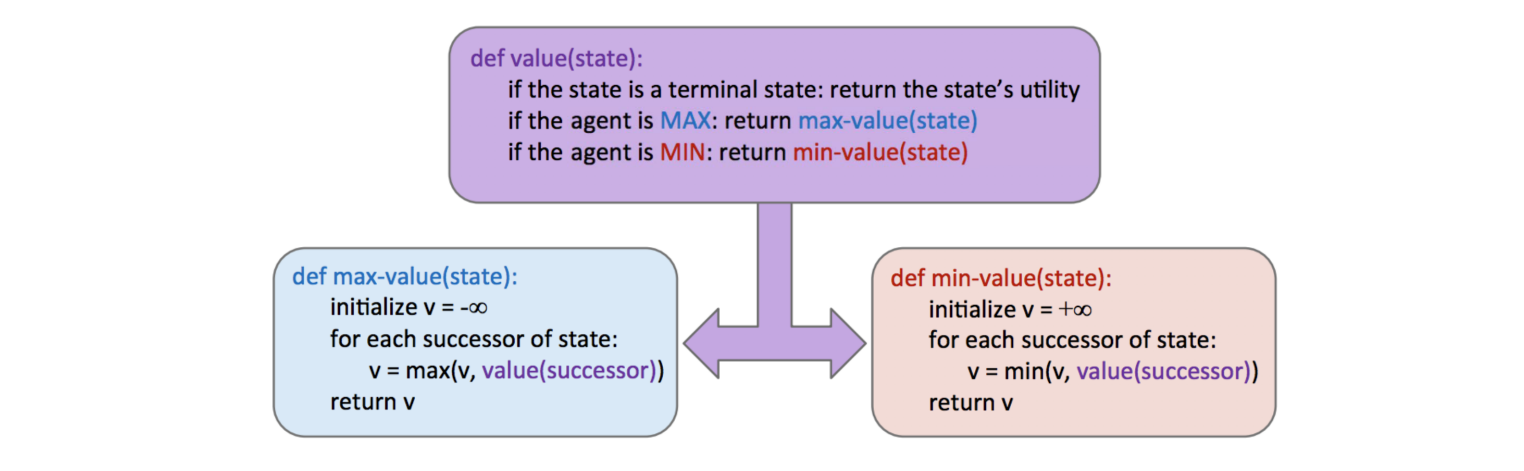 def value(state):
if the state is a terminal state: return the state’s utility
if the agent is MAX: return max-value(state)
if the agent is MIN: return min-value(state)
def max-value(state):
initialize v = -∞
for each successor of state:
v = max(v, value(successor))
return v
def min-value(state):
initialize v = +∞
for each successor of state:
v = min(v, value(successor))
return v